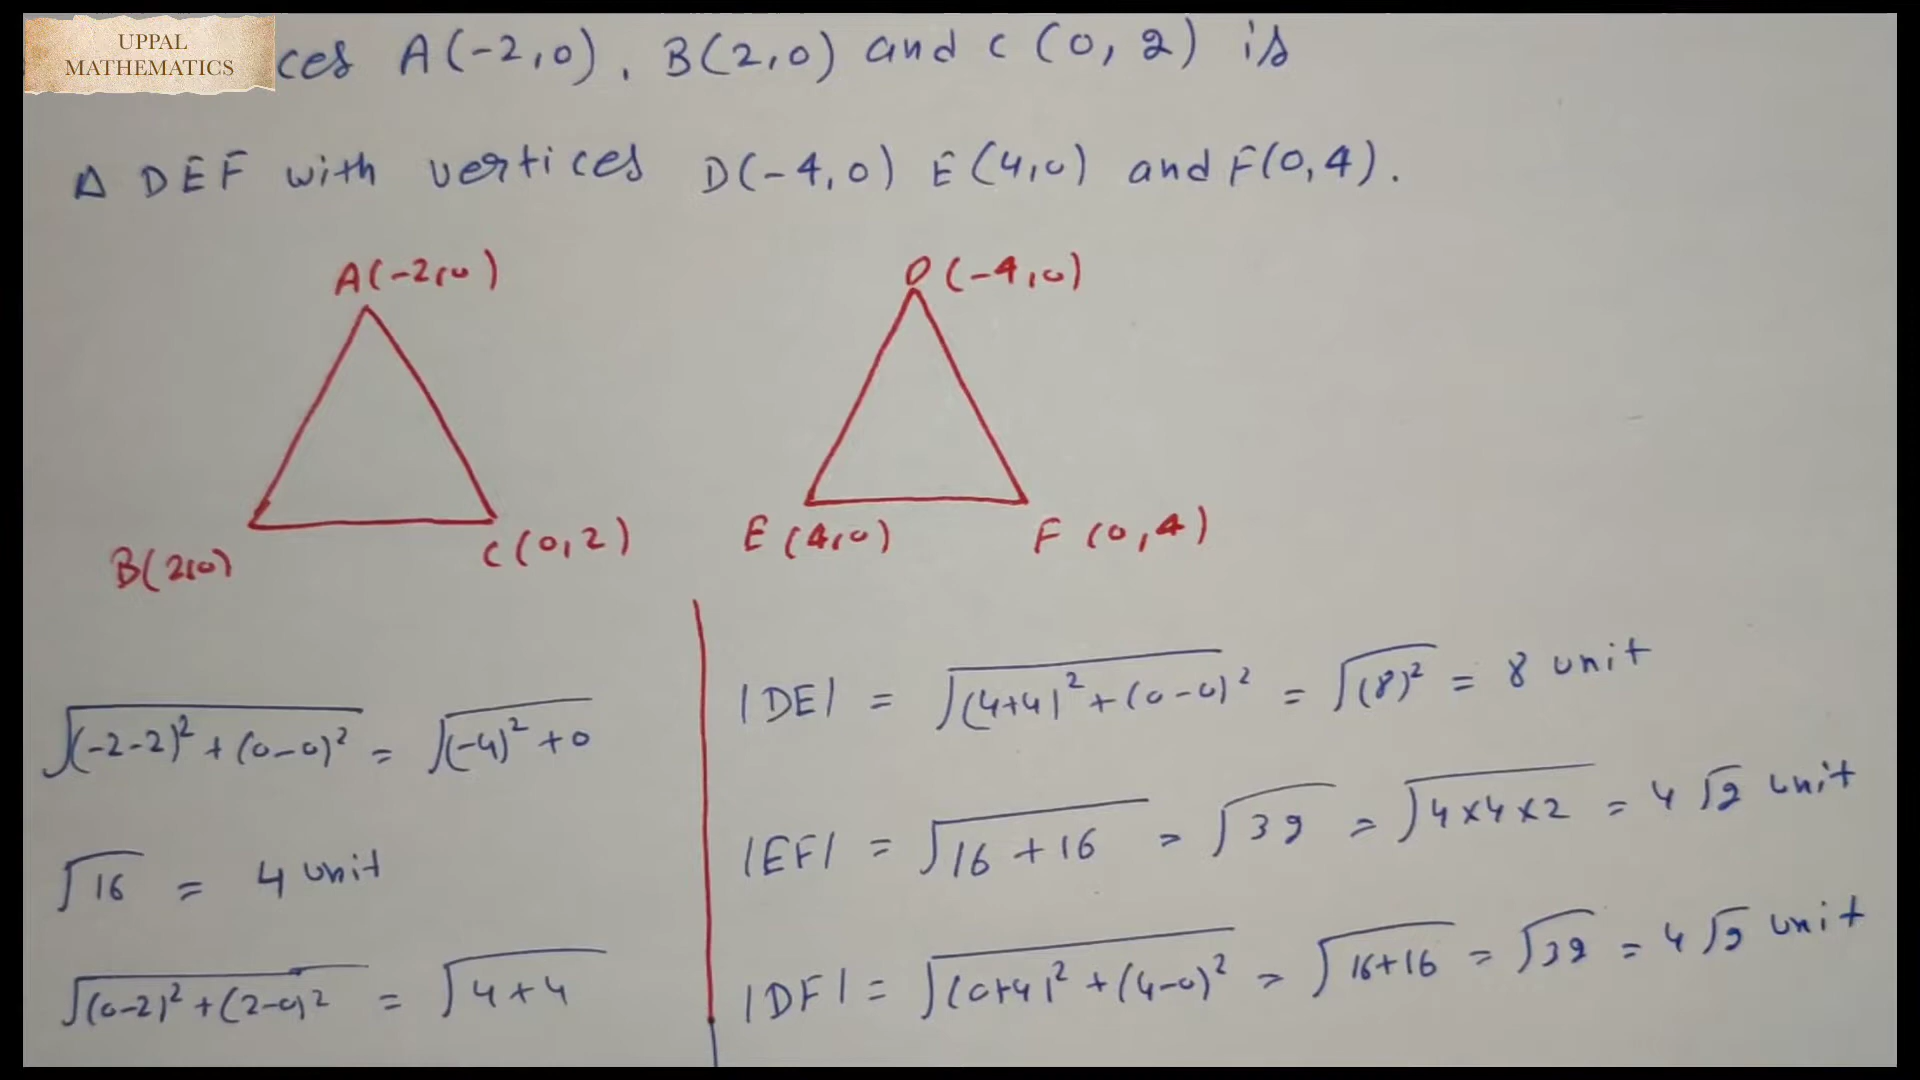 UPPAL
MATHEMATICS
ces A(-2,0), B(2,0) and C(0,2) is
Δ DEF with vertices D(-4,0) E(4,0) and F(0,4).
A(-2,0) D(-4,0)
B(2,0) C(0,2) E(4,0) F(0,4)
|DE| = √(4+4)²+(0-0)² = √(8)² = 8 unit
√(-2-2)²+(0-0)² = √(-4)²+0
|EF| = √16+16 = √32 = √4×4×2 = 4√2 unit
√16 = 4 unit
|DF| = √(0+4)²+(4-0)² = √16+16 = √32 = 4√2 unit
√(0-2)²+(2-0)² = √4+4